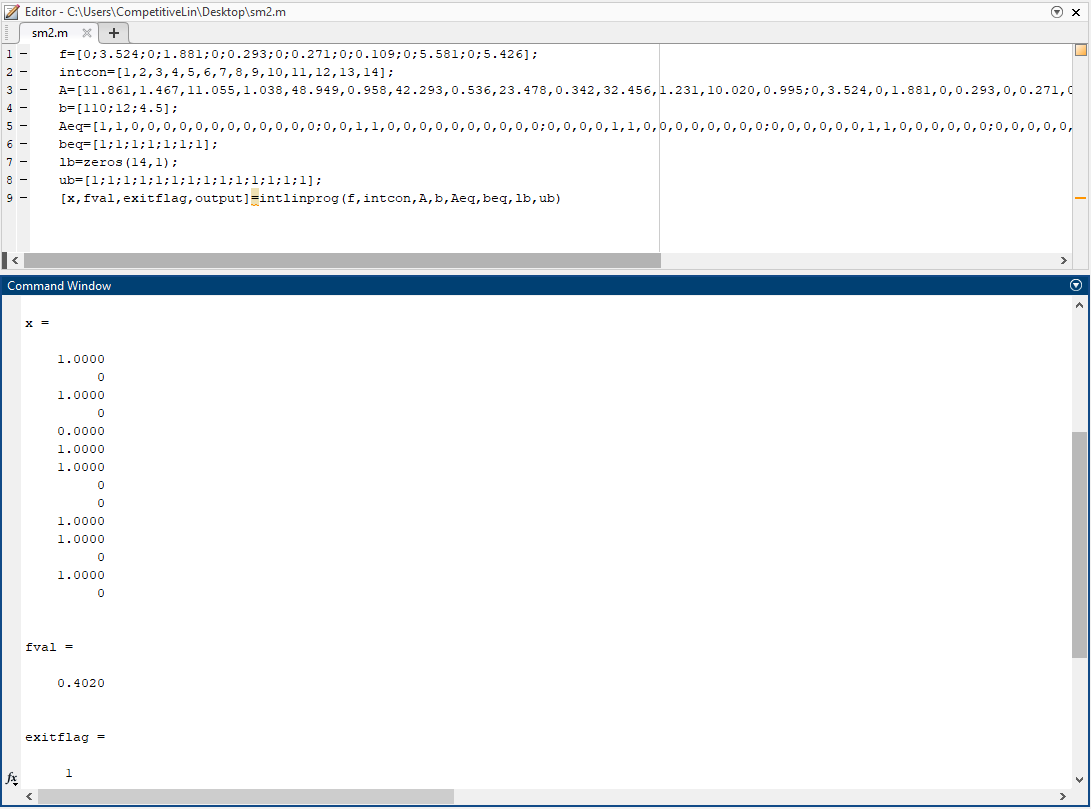 Editor - C:\Users\CompetitiveLin\Desktop\sm2.m
sm2.m
1 f=[0;3.524;0;1.881;0;0.293;0;0.271;0;0.109;0;5.581;0;5.426];
2 intcon=[1,2,3,4,5,6,7,8,9,10,11,12,13,14];
3 A=[11.861,1.467,11.055,1.038,48.949,0.958,42.293,0.536,23.478,0.342,32.456,1.231,10.020,0.995;0,3.524,0,1.881,0,0.293,0,0.271,0
4 b=[110;12;4.5];
5 Aeq=[1,1,0,0,0,0,0,0,0,0,0,0,0,0;0,0,1,1,0,0,0,0,0,0,0,0,0,0;0,0,0,0,1,1,0,0,0,0,0,0,0,0;0,0,0,0,0,0,1,1,0,0,0,0,0,0;0,0,0,0,0,
6 beq=[1;1;1;1;1;1;1];
7 lb=zeros(14,1);
8 ub=[1;1;1;1;1;1;1;1;1;1;1;1;1;1];
9 [x,fval,exitflag,output]=intlinprog(f,intcon,A,b,Aeq,beq,lb,ub)
Command Window
x =
1.0000
0
1.0000
0
0.0000
1.0000
1.0000
0
0
1.0000
1.0000
0
1.0000
0
fval =
0.4020
exitflag =
1
fx